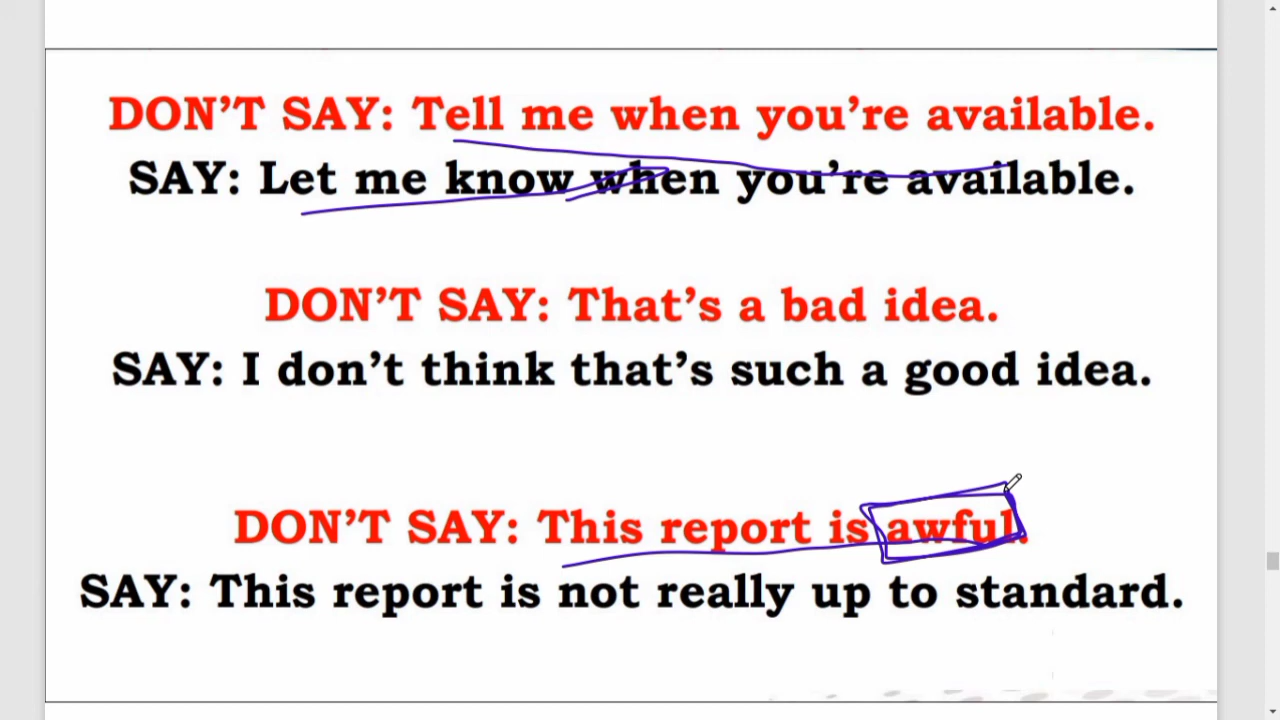 DON’T SAY: Tell me when you’re available.
SAY: Let me know when you’re available.
DON’T SAY: That’s a bad idea.
SAY: I don’t think that’s such a good idea.
DON’T SAY: This report is awful.
SAY: This report is not really up to standard.